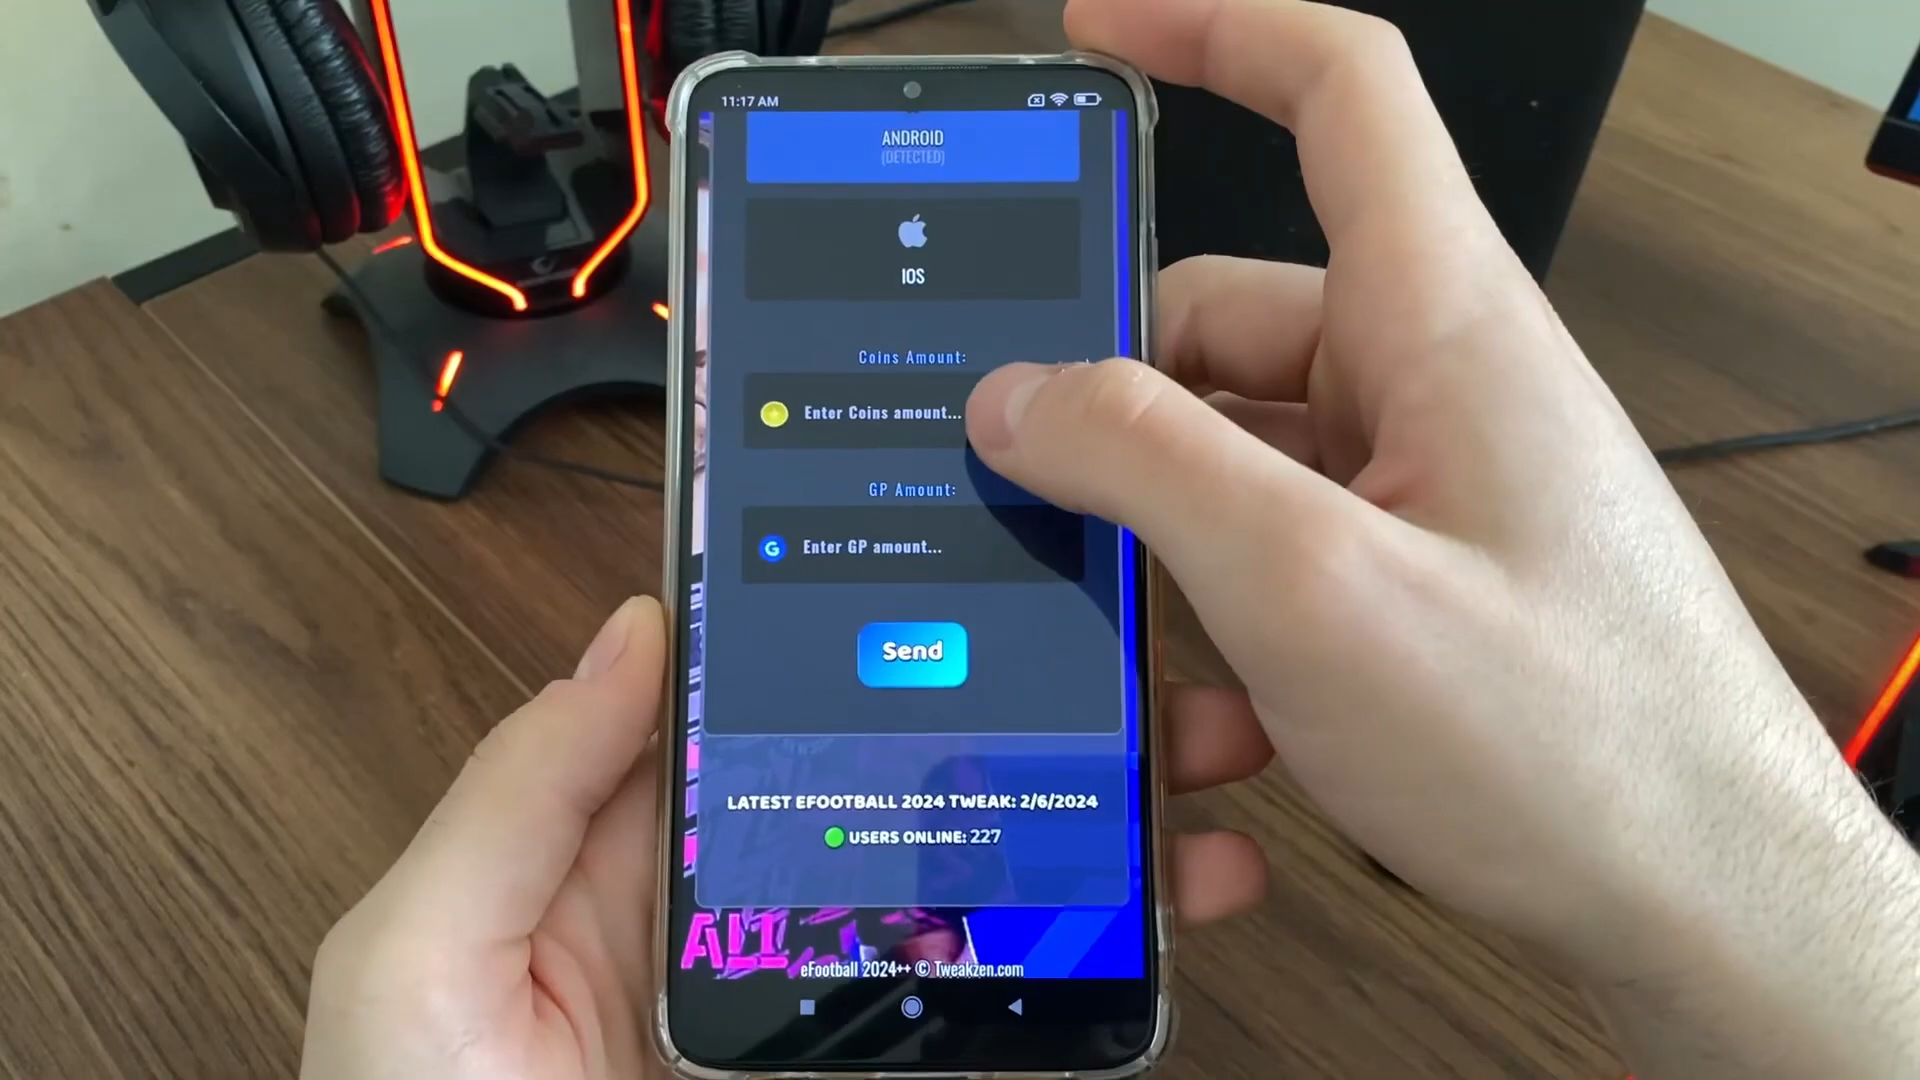 11:17 AM
ANDROID
(DETECTED)
IOS
Coins Amount:
Enter Coins amount...
GP Amount:
G Enter GP amount...
Send
LATEST EFOOTBALL 2024 TWEAK: 2/6/2024
USERS ONLINE: 227
ALL
eFootball 2024++ © Tweakzen.com